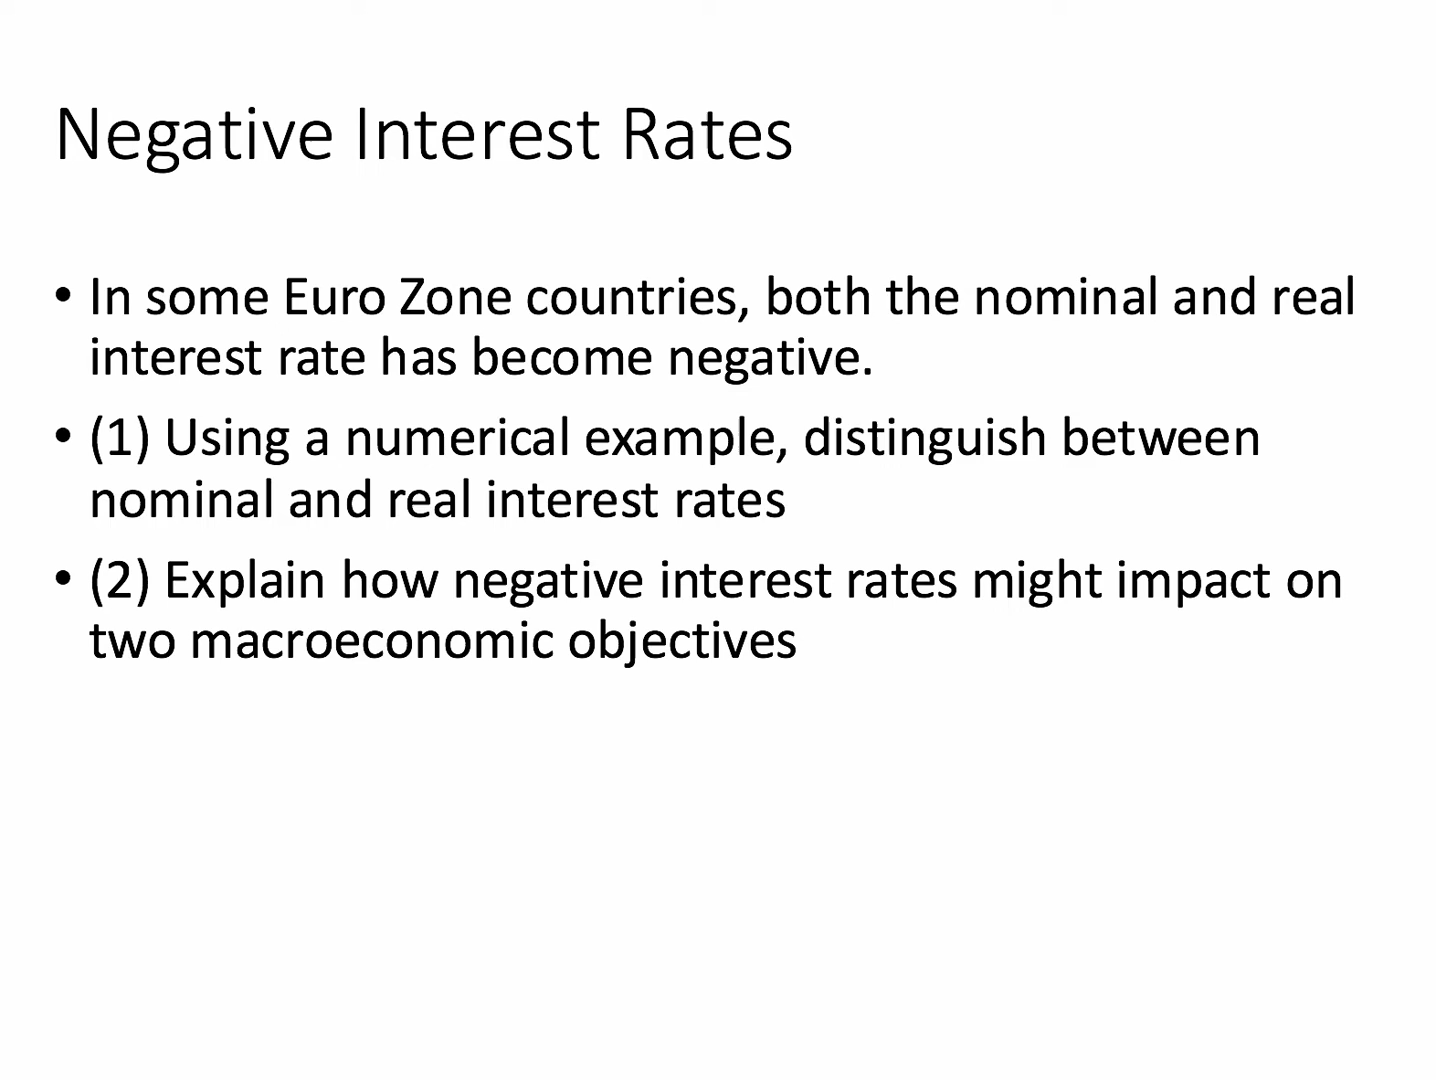 Negative Interest Rates
• In some Euro Zone countries, both the nominal and real
interest rate has become negative.
• (1) Using a numerical example, distinguish between
nominal and real interest rates
• (2) Explain how negative interest rates might impact on
two macroeconomic objectives